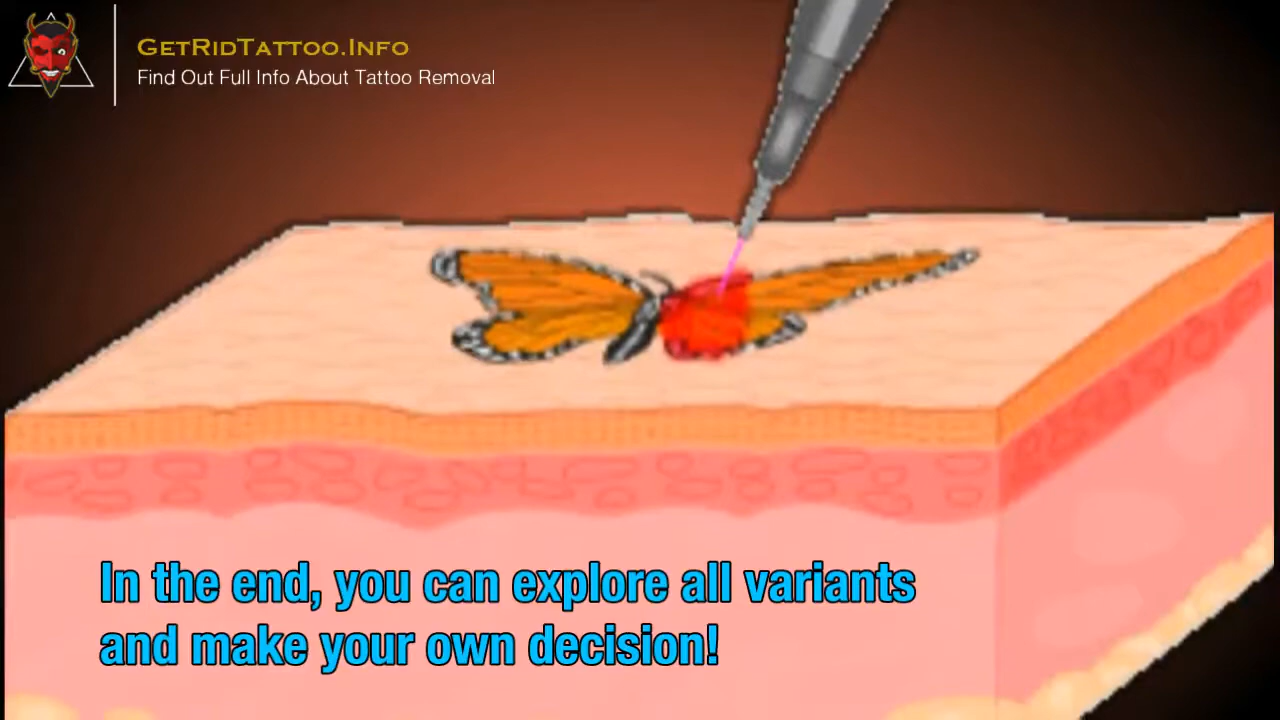 GetRidTattoo.Info
Find Out Full Info About Tattoo Removal
In the end, you can explore all variants
and make your own decision!